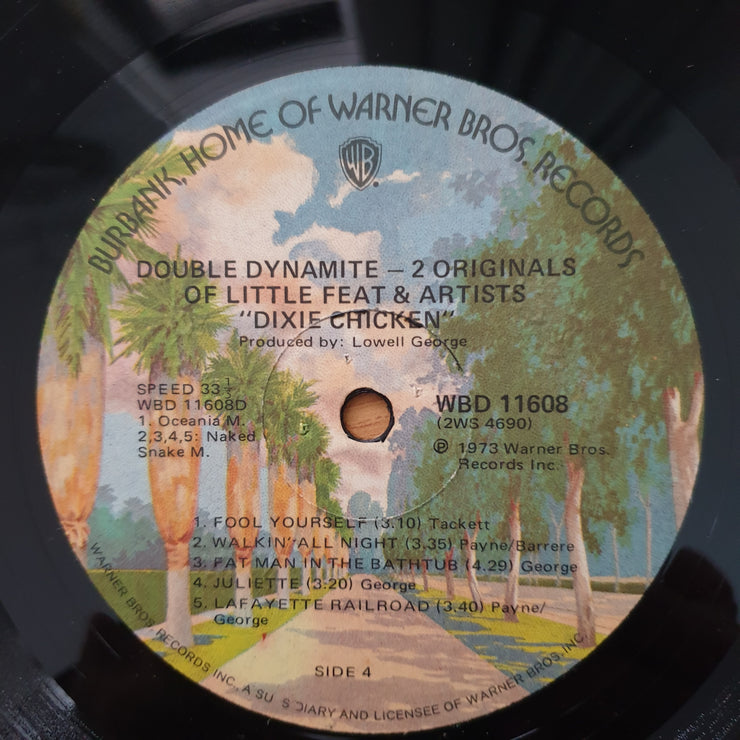 BURBANK, HOME OF WARNER BROS. RECORDS
WB
DOUBLE DYNAMITE – 2 ORIGINALS
OF LITTLE FEAT & ARTISTS
"DIXIE CHICKEN"
Produced by: Lowell George
SPEED 33⅓
WBD 11608D
1. Oceania M.
2,3,4,5: Naked
Snake M.
WBD 11608
(2WS 4690)
Ⓟ 1973 Warner Bros.
Records Inc.
1. FOOL YOURSELF (3.10) Tackett
2. WALKIN' ALL NIGHT (3.35) Payne/Barrere
3. FAT MAN IN THE BATHTUB (4.29) George
4. JULIETTE (3:20) George
5. LAFAYETTE RAILROAD (3.40) Payne/
George
SIDE 4
WARNER BROS. RECORDS INC., A SU S DIARY AND LICENSEE OF WARNER BROS. INC.